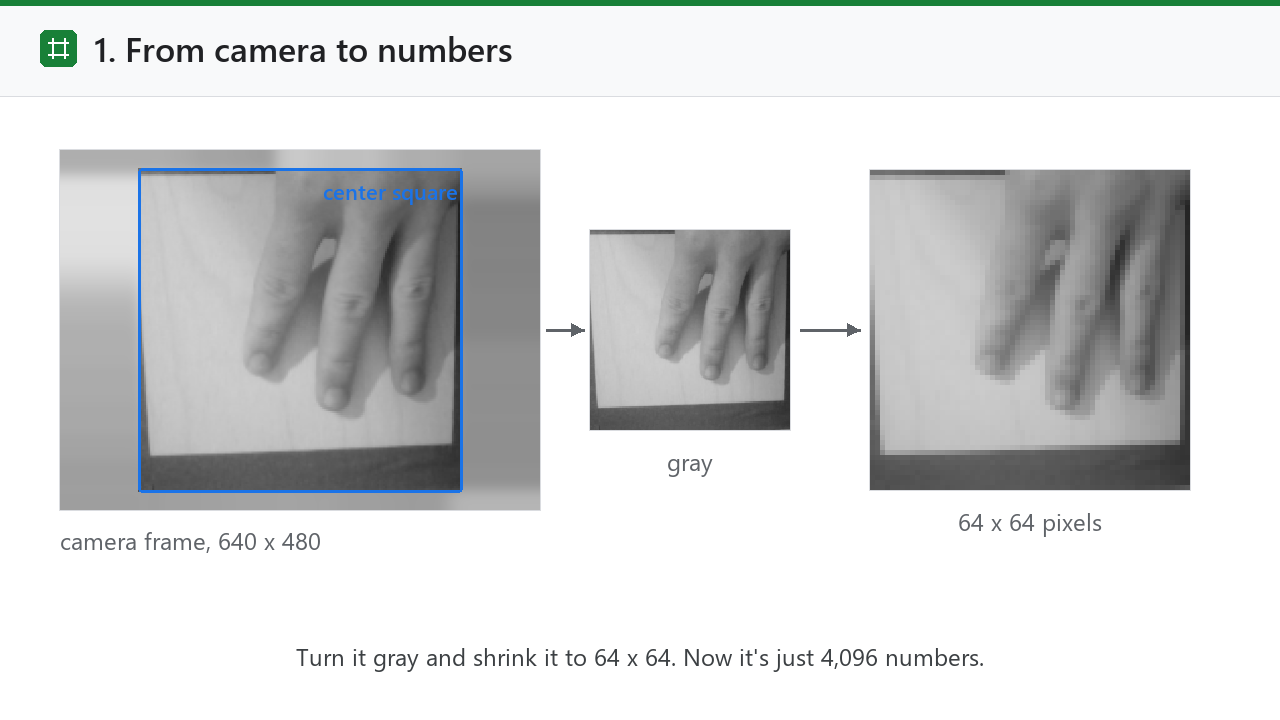 1. From camera to numbers
center square
gray
camera frame, 640 x 480
64 x 64 pixels
Turn it gray and shrink it to 64 x 64. Now it's just 4,096 numbers.